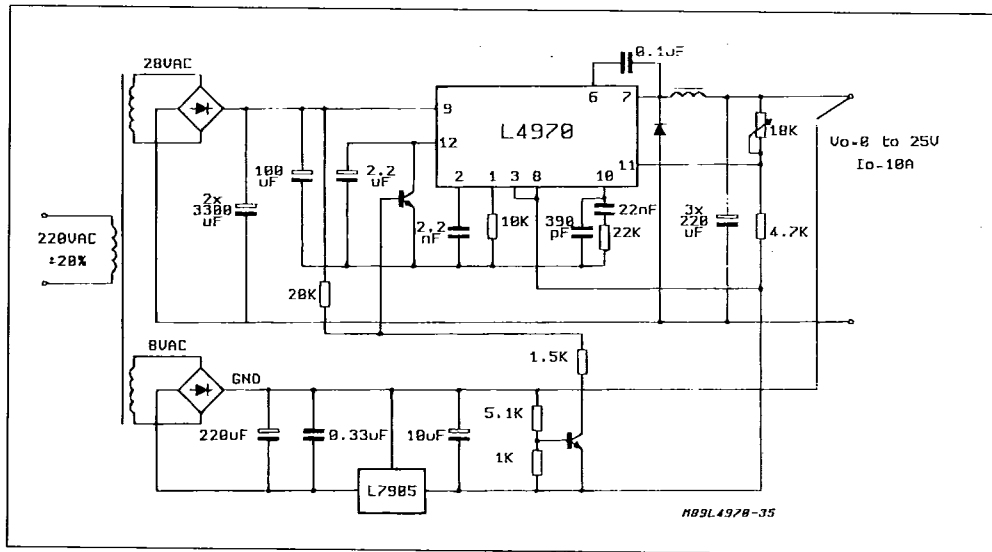 28VAC
0.1uF
6
7
9
L4970
12
11
18K
Vo=0 to 25V
Io=10A
100
uF
2.2
uF
2
1
3
8
10
2x
3300
uF
2.2
nF
10K
390
pF
22nF
22K
3x
220
uF
4.7K
220VAC
±20%
20K
8VAC
GND
1.5K
220uF
0.33uF
10uF
5.1K
1K
L7905
M89L4970-35